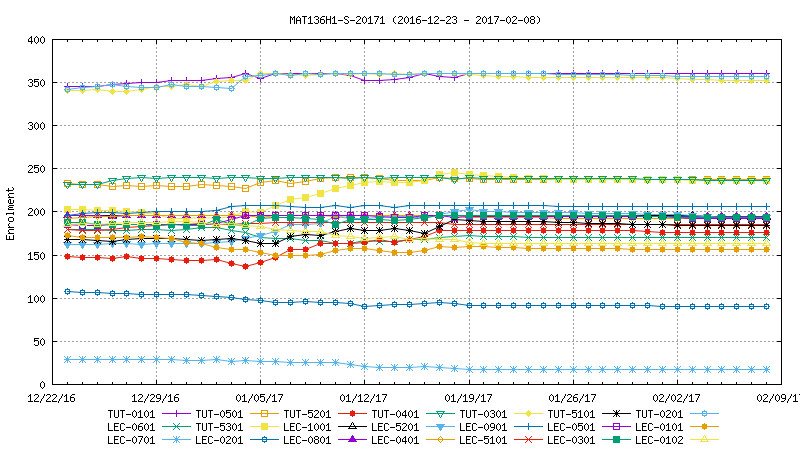 MAT136H1-S-20171 (2016-12-23 - 2017-02-08)
400
350
300
250
200
150
100
50
0
Enrolment
12/22/16 12/29/16 01/05/17 01/12/17 01/19/17 01/26/17 02/02/17 02/09/17
TUT-0101 TUT-0501 TUT-5201 TUT-0401 TUT-0301 TUT-5101 TUT-0201
LEC-0601 TUT-5301 LEC-1001 LEC-5201 LEC-0901 LEC-0501 LEC-0101
LEC-0701 LEC-0201 LEC-0801 LEC-0401 LEC-5101 LEC-0301 LEC-0102